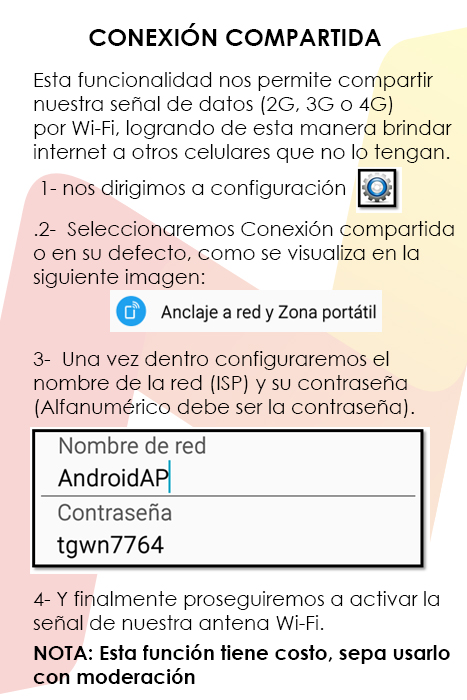 CONEXIÓN COMPARTIDA
Esta funcionalidad nos permite compartir
nuestra señal de datos (2G, 3G o 4G)
por Wi-Fi, logrando de esta manera brindar
internet a otros celulares que no lo tengan.
1- nos dirigimos a configuración
.2- Seleccionaremos Conexión compartida
o en su defecto, como se visualiza en la
siguiente imagen:
Anclaje a red y Zona portátil
3- Una vez dentro configuraremos el
nombre de la red (ISP) y su contraseña
(Alfanumérico debe ser la contraseña).
Nombre de red
AndroidAP
Contraseña
tgwn7764
4- Y finalmente proseguiremos a activar la
señal de nuestra antena Wi-Fi.
NOTA: Esta función tiene costo, sepa usarlo
con moderación